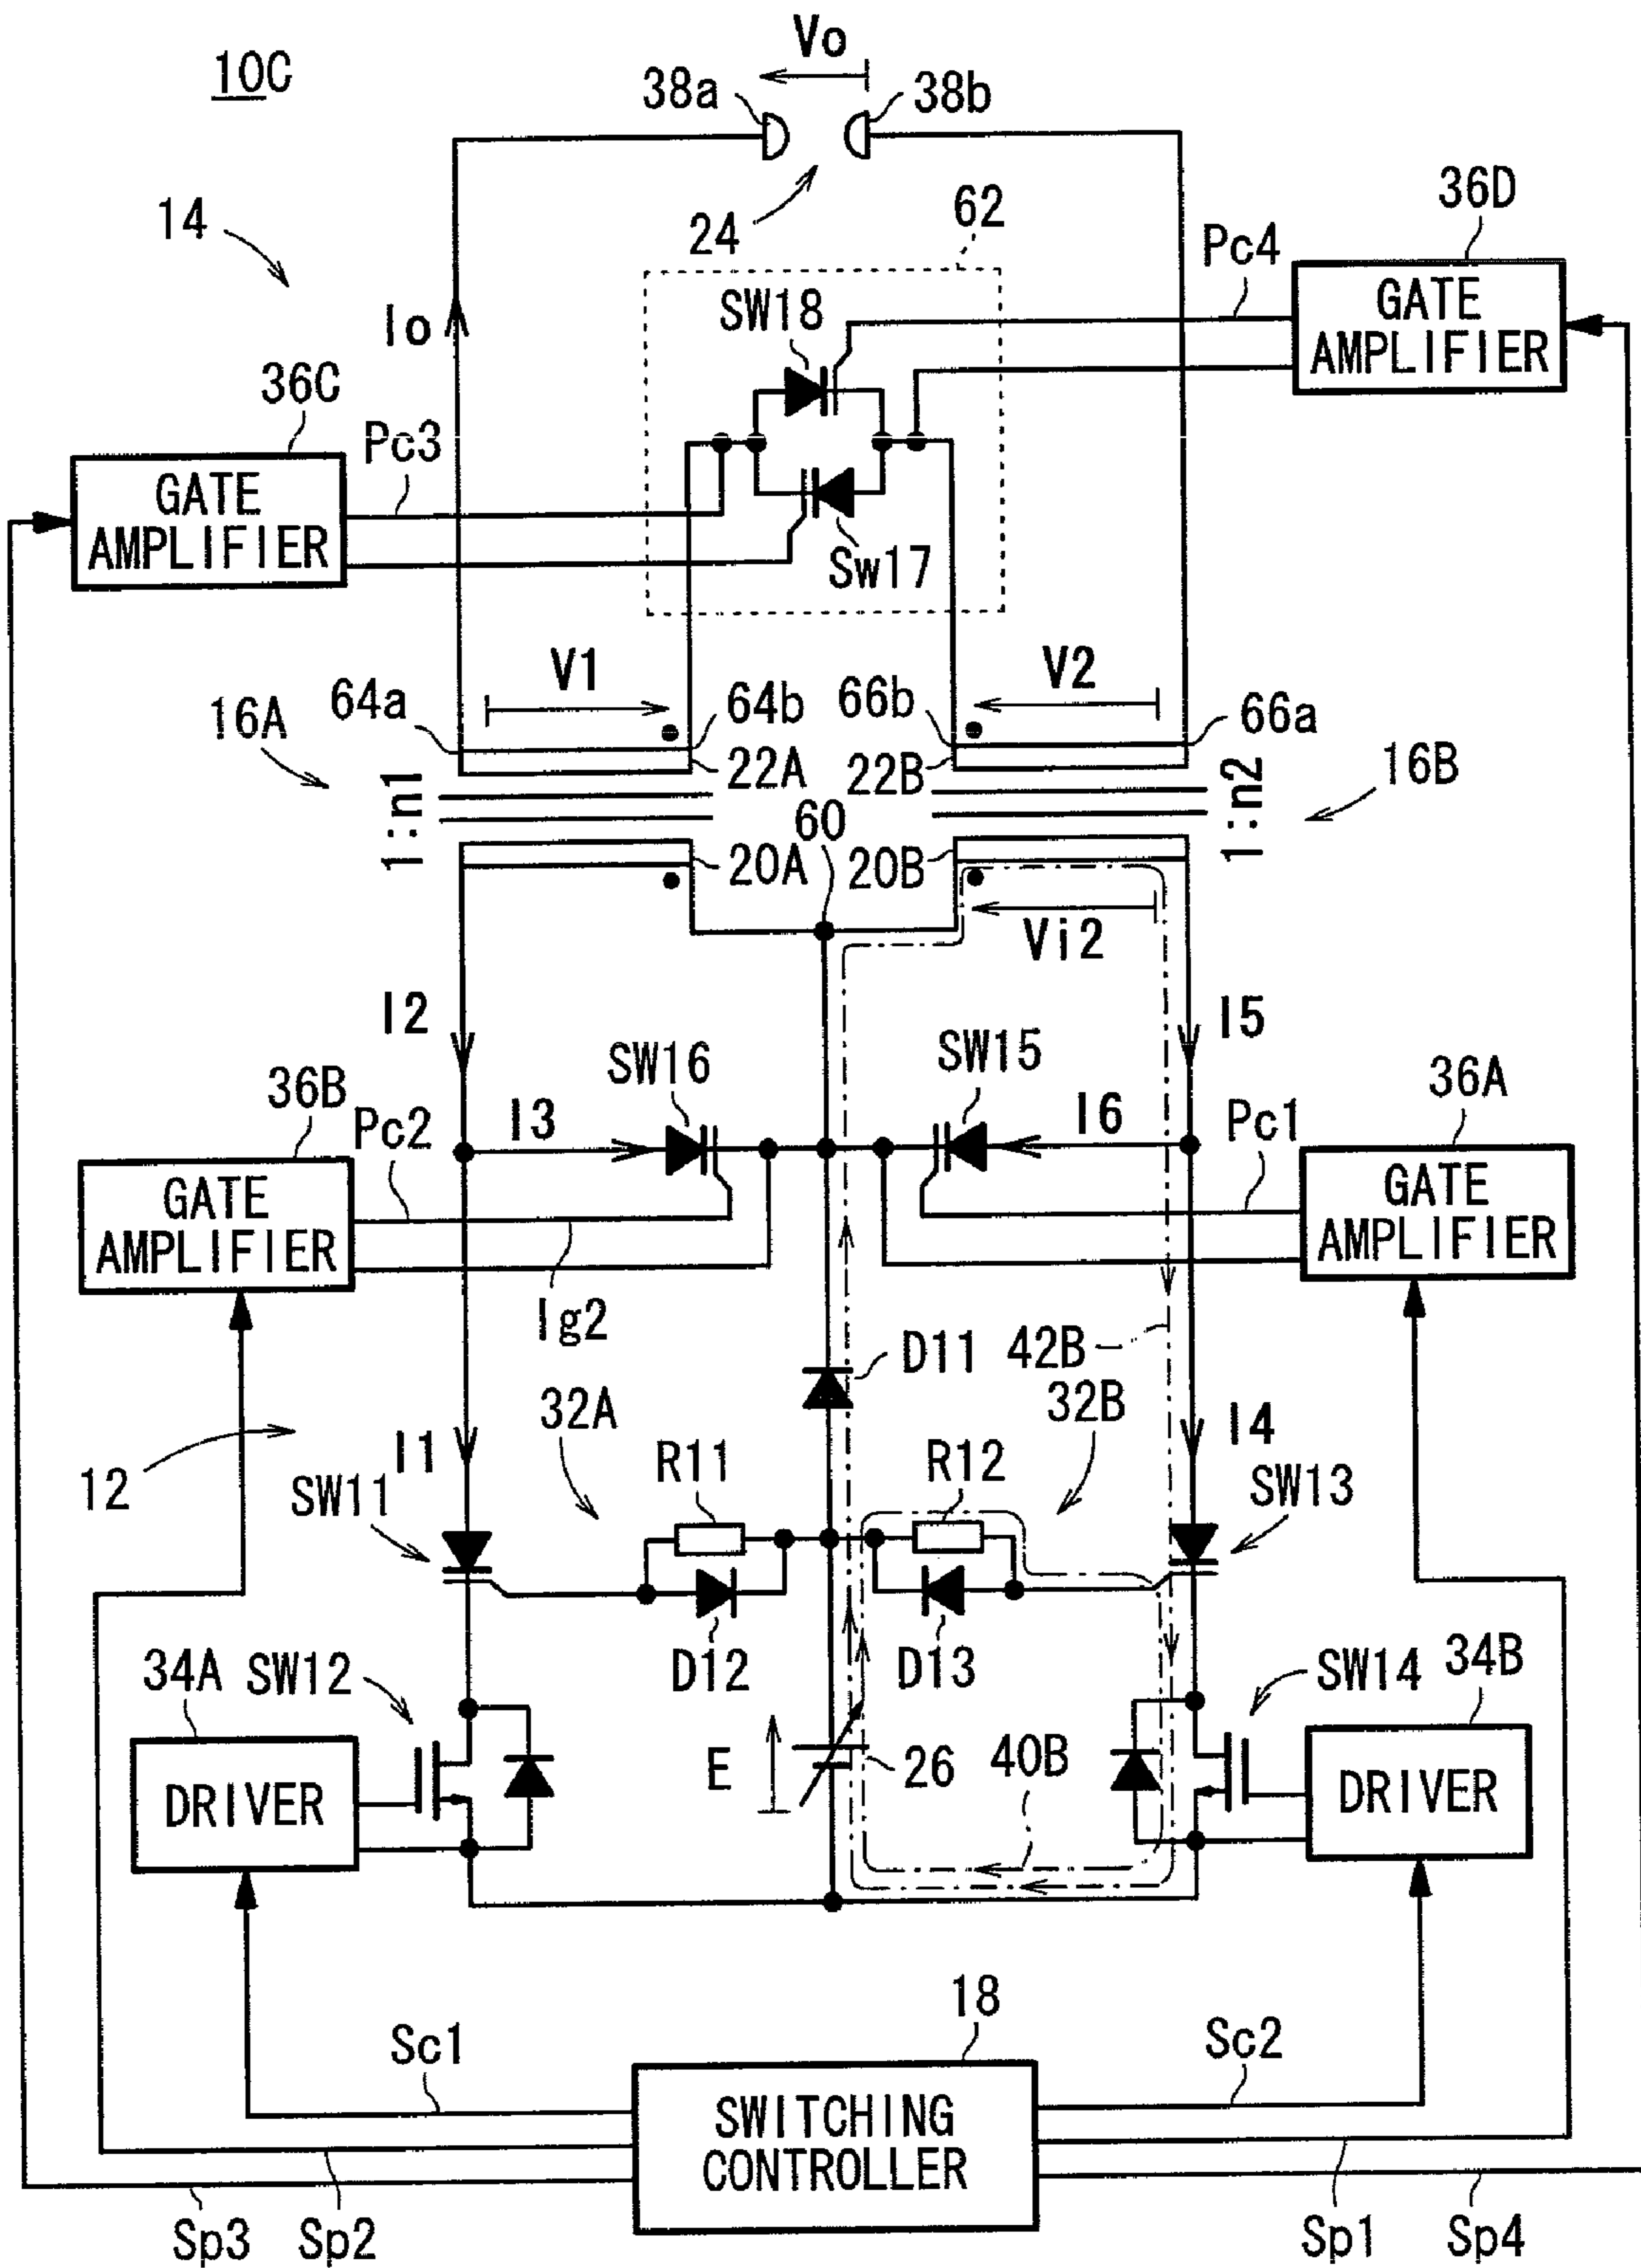 10C
Vo
38a
38b
24
14
62
36D
Pc4
GATE
AMPLIFIER
SW18
Io
36C
Pc3
GATE
AMPLIFIER
Sw17
V1
V2
64a
64b
66b
66a
16A
22A
22B
16B
1:n1
60
1:n2
20A
20B
Vi2
I2
I5
SW16
SW15
36B
Pc2
I3
I6
Pc1
36A
GATE
AMPLIFIER
GATE
AMPLIFIER
Ig2
42B
D11
32A
32B
12
I1
I4
R11
R12
SW11
SW13
D12
D13
34A
SW12
SW14
34B
DRIVER
E
26
40B
DRIVER
18
Sc1
Sc2
SWITCHING
CONTROLLER
Sp3
Sp2
Sp1
Sp4